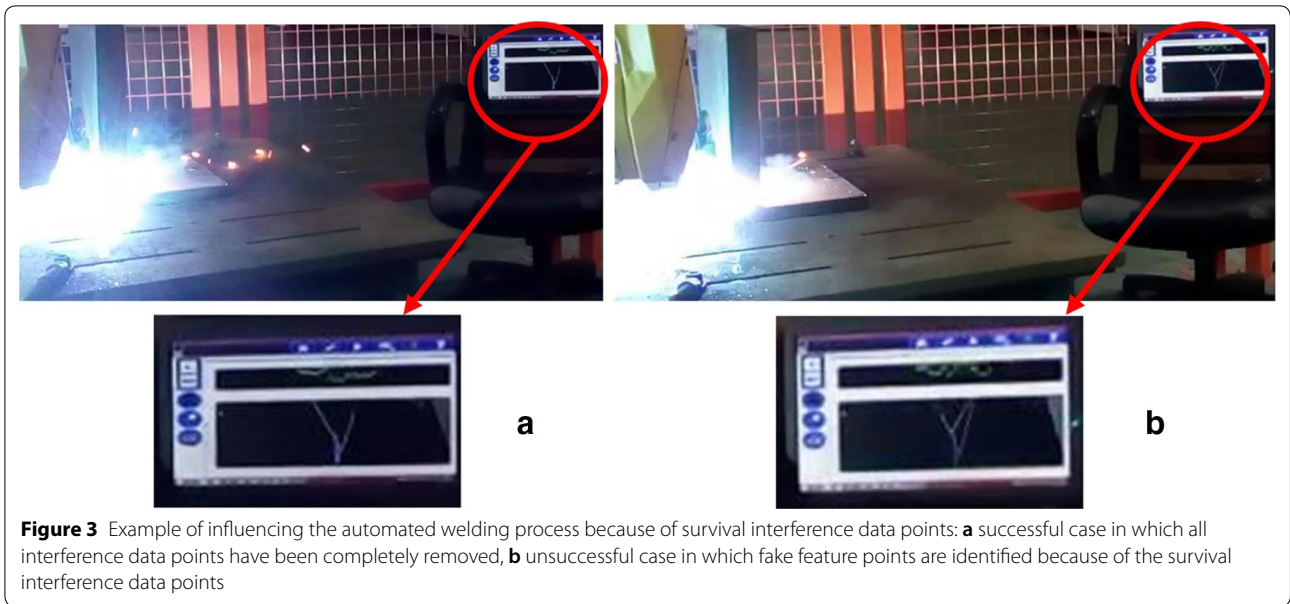 a
b
Figure 3 Example of influencing the automated welding process because of survival interference data points: a successful case in which all
interference data points have been completely removed, b unsuccessful case in which fake feature points are identified because of the survival
interference data points